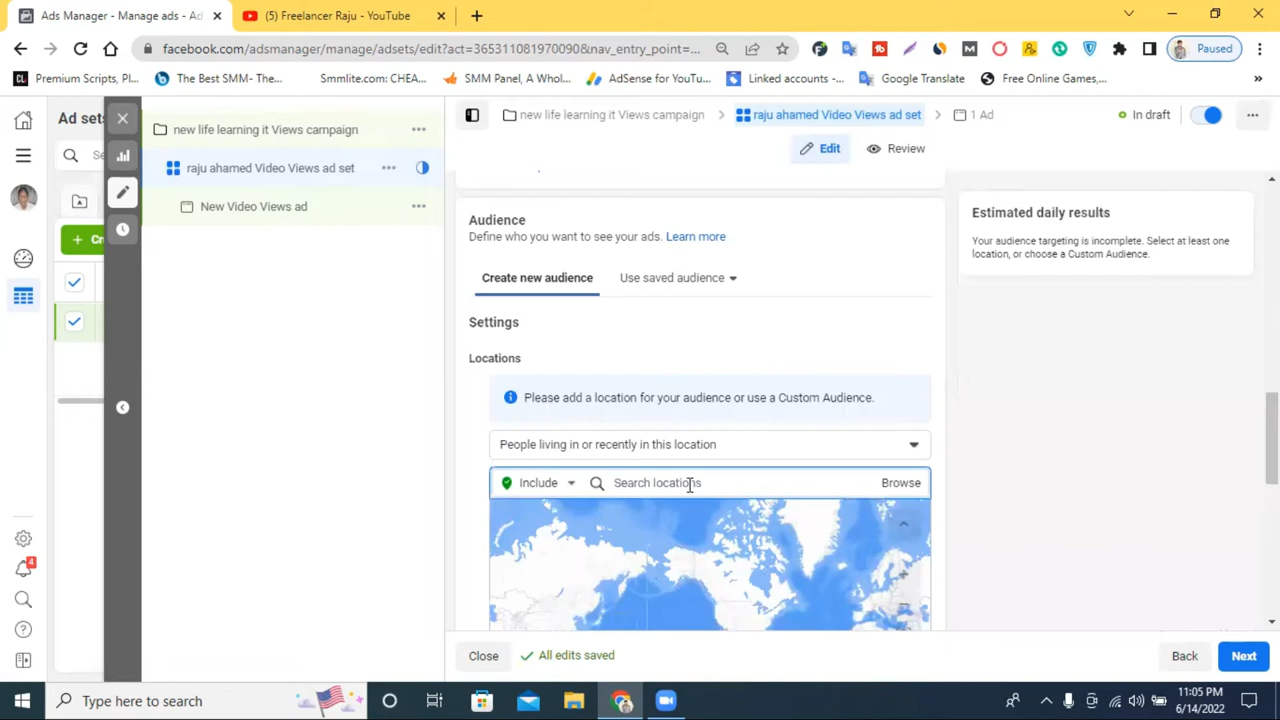 Ads Manager - Manage ads - Ad
(5) Freelancer Raju - YouTube
facebook.com/adsmanager/manage/adsets/edit?act=3653110819700908&nav_entry_point=...
Paused
Premium Scripts, Pl...
The Best SMM- The...
Smmlite.com: CHEA...
SMM Panel, A Whol...
AdSense for YouTu...
Linked accounts -...
Google Translate
Free Online Games,...
»
Ad sets
new life learning it Views campaign
raju ahamed Video Views ad set
New Video Views ad
Se
+ Cr
new life learning it Views campaign
raju ahamed Video Views ad set
1 Ad
In draft
Edit
Review
Audience
Define who you want to see your ads. Learn more
Create new audience
Use saved audience
Settings
Locations
Please add a location for your audience or use a Custom Audience.
People living in or recently in this location
Include
Search locations
Browse
Estimated daily results
Your audience targeting is incomplete. Select at least one
location, or choose a Custom Audience.
4
Close
All edits saved
Back
Next
Type here to search
11:05 PM
6/14/2022